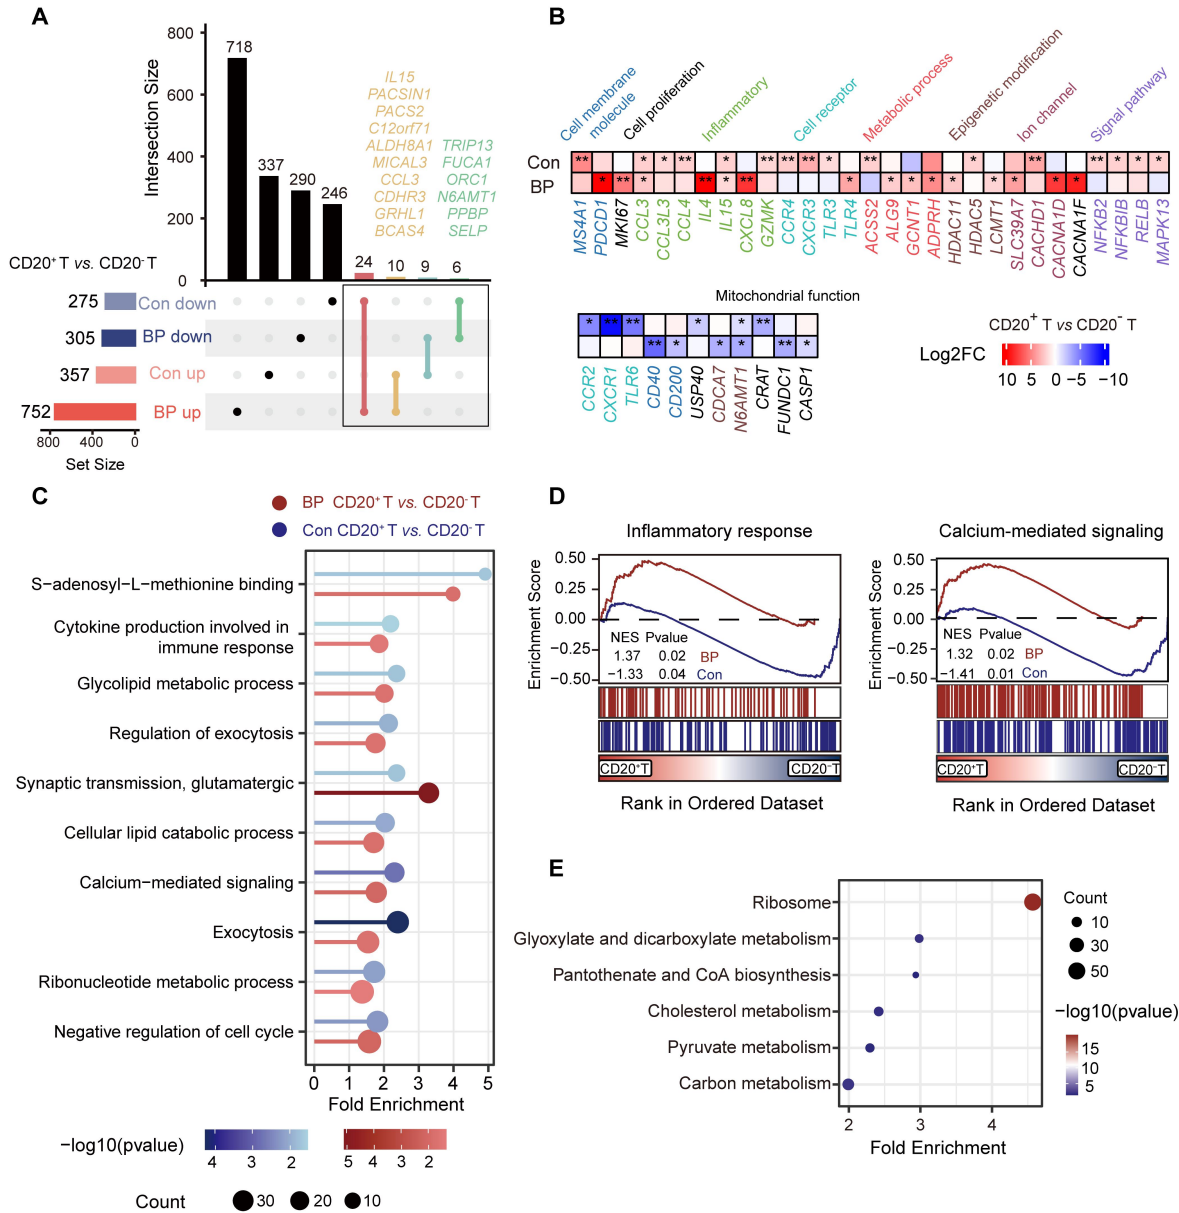 A
Intersection Size
800
600
400
200
0
718
337
290
246
24
10
9
6
IL15
PACSIN1
PACS2
C12orf71
ALDH8A1
MICAL3
CCL3
CDHR3
GRHL1
BCAS4
TRIP13
FUCA1
ORC1
N6AMT1
PPBP
SELP
CD20+ T vs. CD20- T
275 Con down
305 BP down
357 Con up
752 BP up
800 400 0
Set Size
B
Cell membrane
molecule
Cell proliferation
Inflammatory
Cell receptor
Metabolic process
Epigenetic modification
Ion channel
Signal pathway
Con
** * * ** * ** ** ** * ** * ** ** * * *
BP
* ** * ** * ** * * * * * * * * *
MS4A1 PDCD1 MKI67 CCL3 CCL3L3 CCL4 IL4 IL15 CXCL8 GZMK CCR4 CXCR3 TLR3 TLR4 ACSS2 ALG9 GCNT1 ADPRH HDAC11 HDAC5 LCMT1 SLC39A7 CACHD1 CACNA1D CACNA1F NFKB2 NFKBIB RELB MAPK13
Mitochondrial function
* ** ** * * **
** * * * ** *
CCR2 CXCR1 TLR6 CD40 CD200 USP40 CDCA7 N6AMT1 CRAT FUNDC1 CASP1
CD20+ T vs CD20- T
Log2FC
10 5 0 −5 −10
C
BP CD20+ T vs. CD20- T
Con CD20+ T vs. CD20- T
S−adenosyl−L−methionine binding
Cytokine production involved in
immune response
Glycolipid metabolic process
Regulation of exocytosis
Synaptic transmission, glutamatergic
Cellular lipid catabolic process
Calcium−mediated signaling
Exocytosis
Ribonucleotide metabolic process
Negative regulation of cell cycle
0 1 2 3 4 5
Fold Enrichment
−log10(pvalue)
4 3 2
5 4 3 2
Count 30 20 10
D
Inflammatory response
Enrichment Score
0.50
0.25
0.00
−0.25
−0.50
NES Pvalue
1.37 0.02 BP
−1.33 0.04 Con
CD20+T CD20-T
Rank in Ordered Dataset
Calcium-mediated signaling
Enrichment Score
0.50
0.25
0.00
−0.25
−0.50
NES Pvalue
1.32 0.02 BP
−1.41 0.01 Con
CD20+T CD20-T
Rank in Ordered Dataset
E
Ribosome
Glyoxylate and dicarboxylate metabolism
Pantothenate and CoA biosynthesis
Cholesterol metabolism
Pyruvate metabolism
Carbon metabolism
2 3 4
Fold Enrichment
Count
10
30
50
−log10(pvalue)
15
10
5